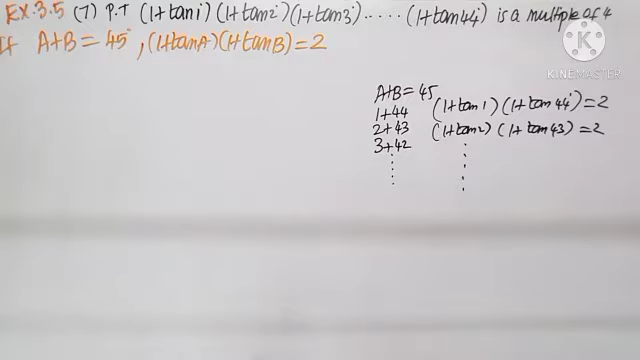 EX.3.5 (7) P.T (1+tan1°)(1+tan2°)(1+tan3°).....(1+tan44°) is a multiple of 4
If A+B=45°, (1+tanA)(1+tanB)=2
KINEMASTER
A+B=45
1+44 (1+tan1)(1+tan44°)=2
2+43 (1+tan2)(1+tan43)=2
3+42